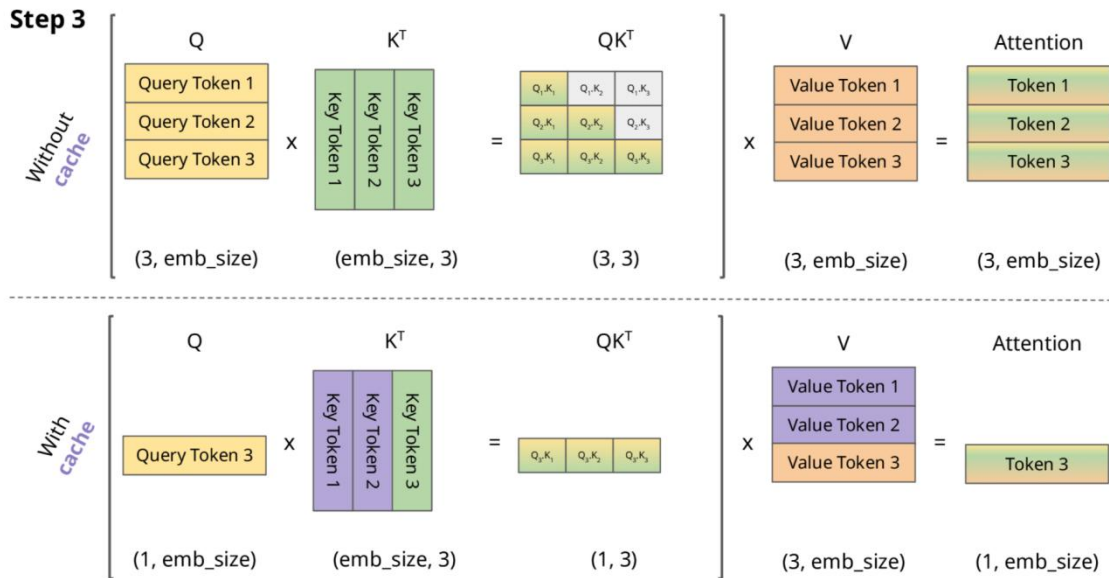 Step 3
Without
cache
Q
Query Token 1
Query Token 2
Query Token 3
(3, emb_size)
x
Kᵀ
Key Token 1
Key Token 2
Key Token 3
(emb_size, 3)
=
QKᵀ
Q₁.K₁ Q₁.K₂ Q₁.K₃
Q₂.K₁ Q₂.K₂ Q₂.K₃
Q₃.K₁ Q₃.K₂ Q₃.K₃
(3, 3)
x
V
Value Token 1
Value Token 2
Value Token 3
(3, emb_size)
=
Attention
Token 1
Token 2
Token 3
(3, emb_size)
With
cache
Q
Query Token 3
(1, emb_size)
x
Kᵀ
Key Token 1
Key Token 2
Key Token 3
(emb_size, 3)
=
QKᵀ
Q₃.K₁ Q₃.K₂ Q₃.K₃
(1, 3)
x
V
Value Token 1
Value Token 2
Value Token 3
(3, emb_size)
=
Attention
Token 3
(1, emb_size)